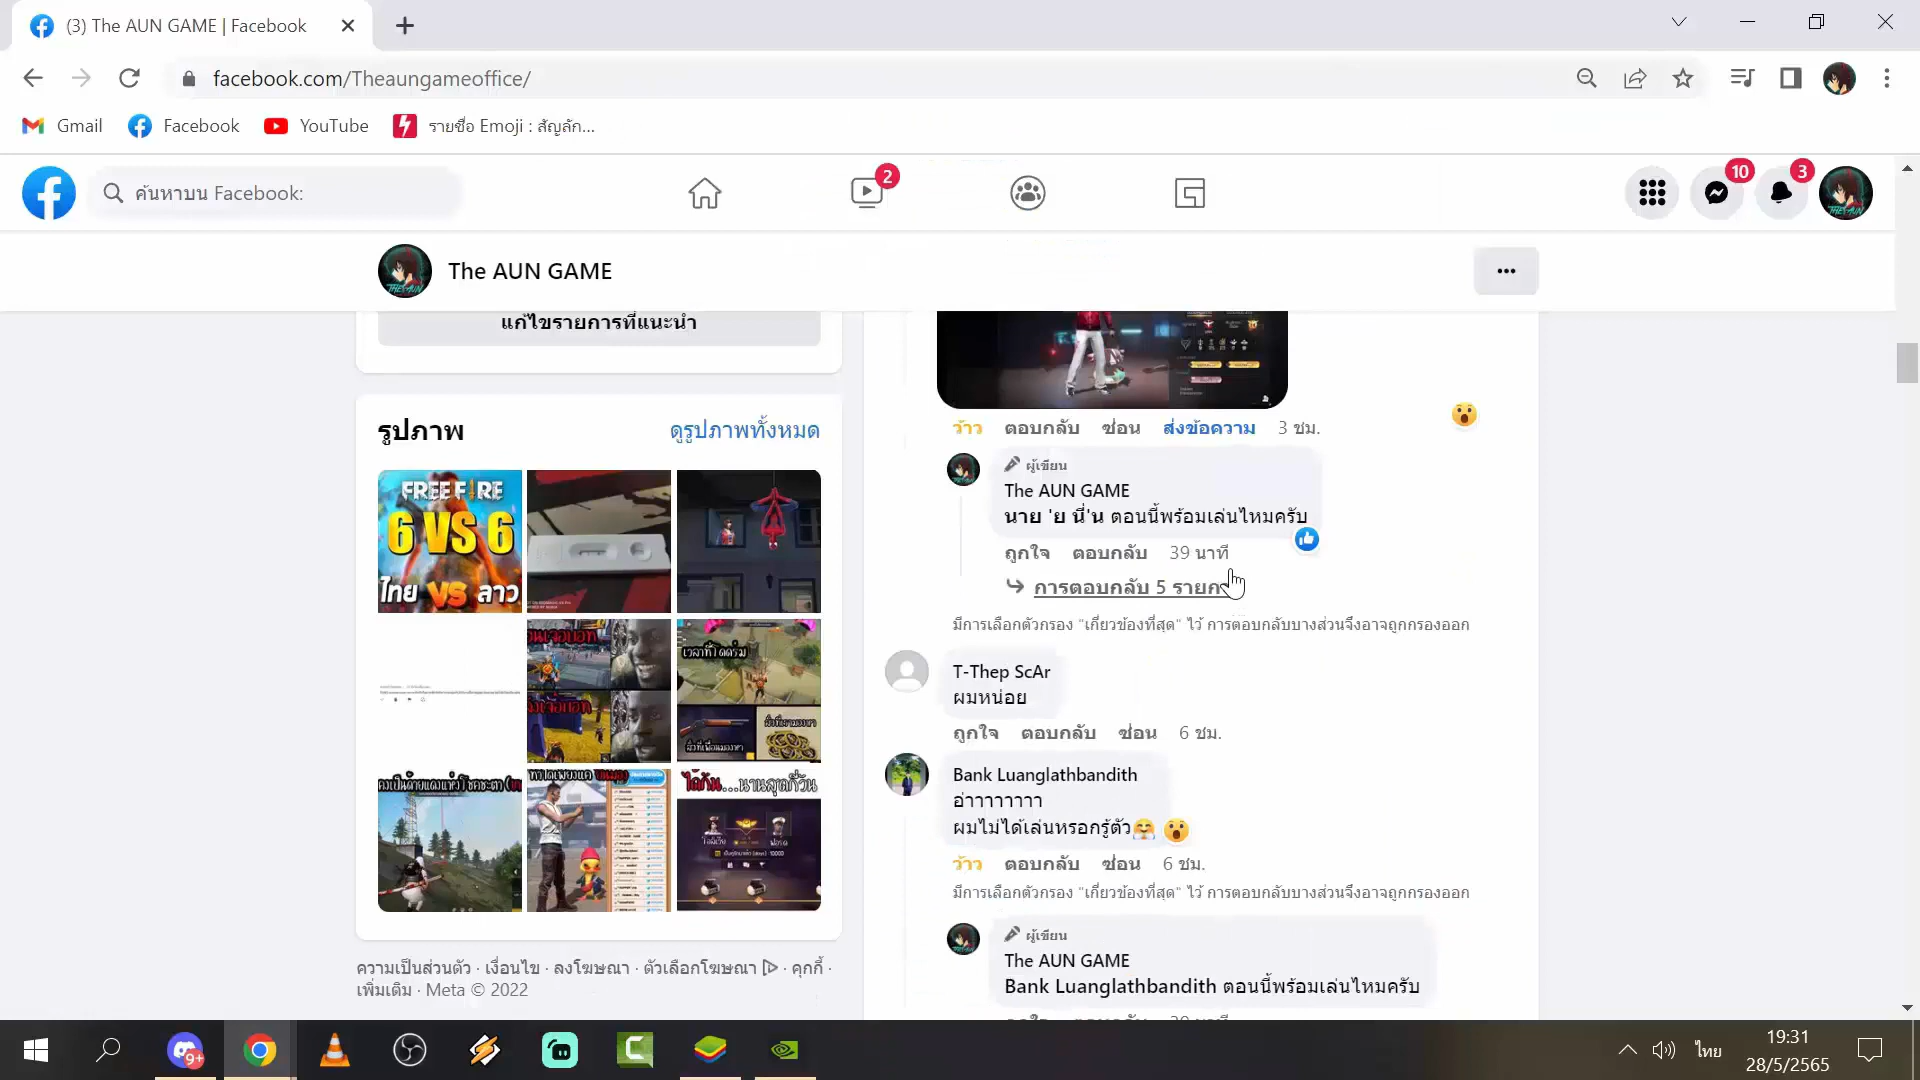 (3) The AUN GAME | Facebook
facebook.com/Theaungameoffice/
Gmail
Facebook
YouTube
รายชื่อ Emoji : สัญลัก...
ค้นหาบน Facebook:
2
10
3
The AUN GAME
แก้ไขรายการที่แนะนำ
รูปภาพ
ดูรูปภาพทั้งหมด
FREE FIRE
6 VS 6
ไทย VS ลาว
ความเป็นส่วนตัว · เงื่อนไข · ลงโฆษณา · ตัวเลือกโฆษณา · คุกกี้ ·
เพิ่มเติม · Meta © 2022
ว้าว ตอบกลับ ซ่อน ส่งข้อความ 3 ชม.
ผู้เขียน
The AUN GAME
นาย 'ย นี่'น ตอนนี้พร้อมเล่นไหมครับ
ถูกใจ ตอบกลับ 39 นาที
การตอบกลับ 5 รายก
มีการเลือกตัวกรอง "เกี่ยวข้องที่สุด" ไว้ การตอบกลับบางส่วนจึงอาจถูกกรองออก
T-Thep ScAr
ผมหน่อย
ถูกใจ ตอบกลับ ซ่อน 6 ชม.
Bank Luanglathbandith
อ่าาาาาาาา
ผมไม่ได้เล่นหรอกรู้ตัว
ว้าว ตอบกลับ ซ่อน 6 ชม.
มีการเลือกตัวกรอง "เกี่ยวข้องที่สุด" ไว้ การตอบกลับบางส่วนจึงอาจถูกกรองออก
ผู้เขียน
The AUN GAME
Bank Luanglathbandith ตอนนี้พร้อมเล่นไหมครับ
9+
ไทย
19:31
28/5/2565